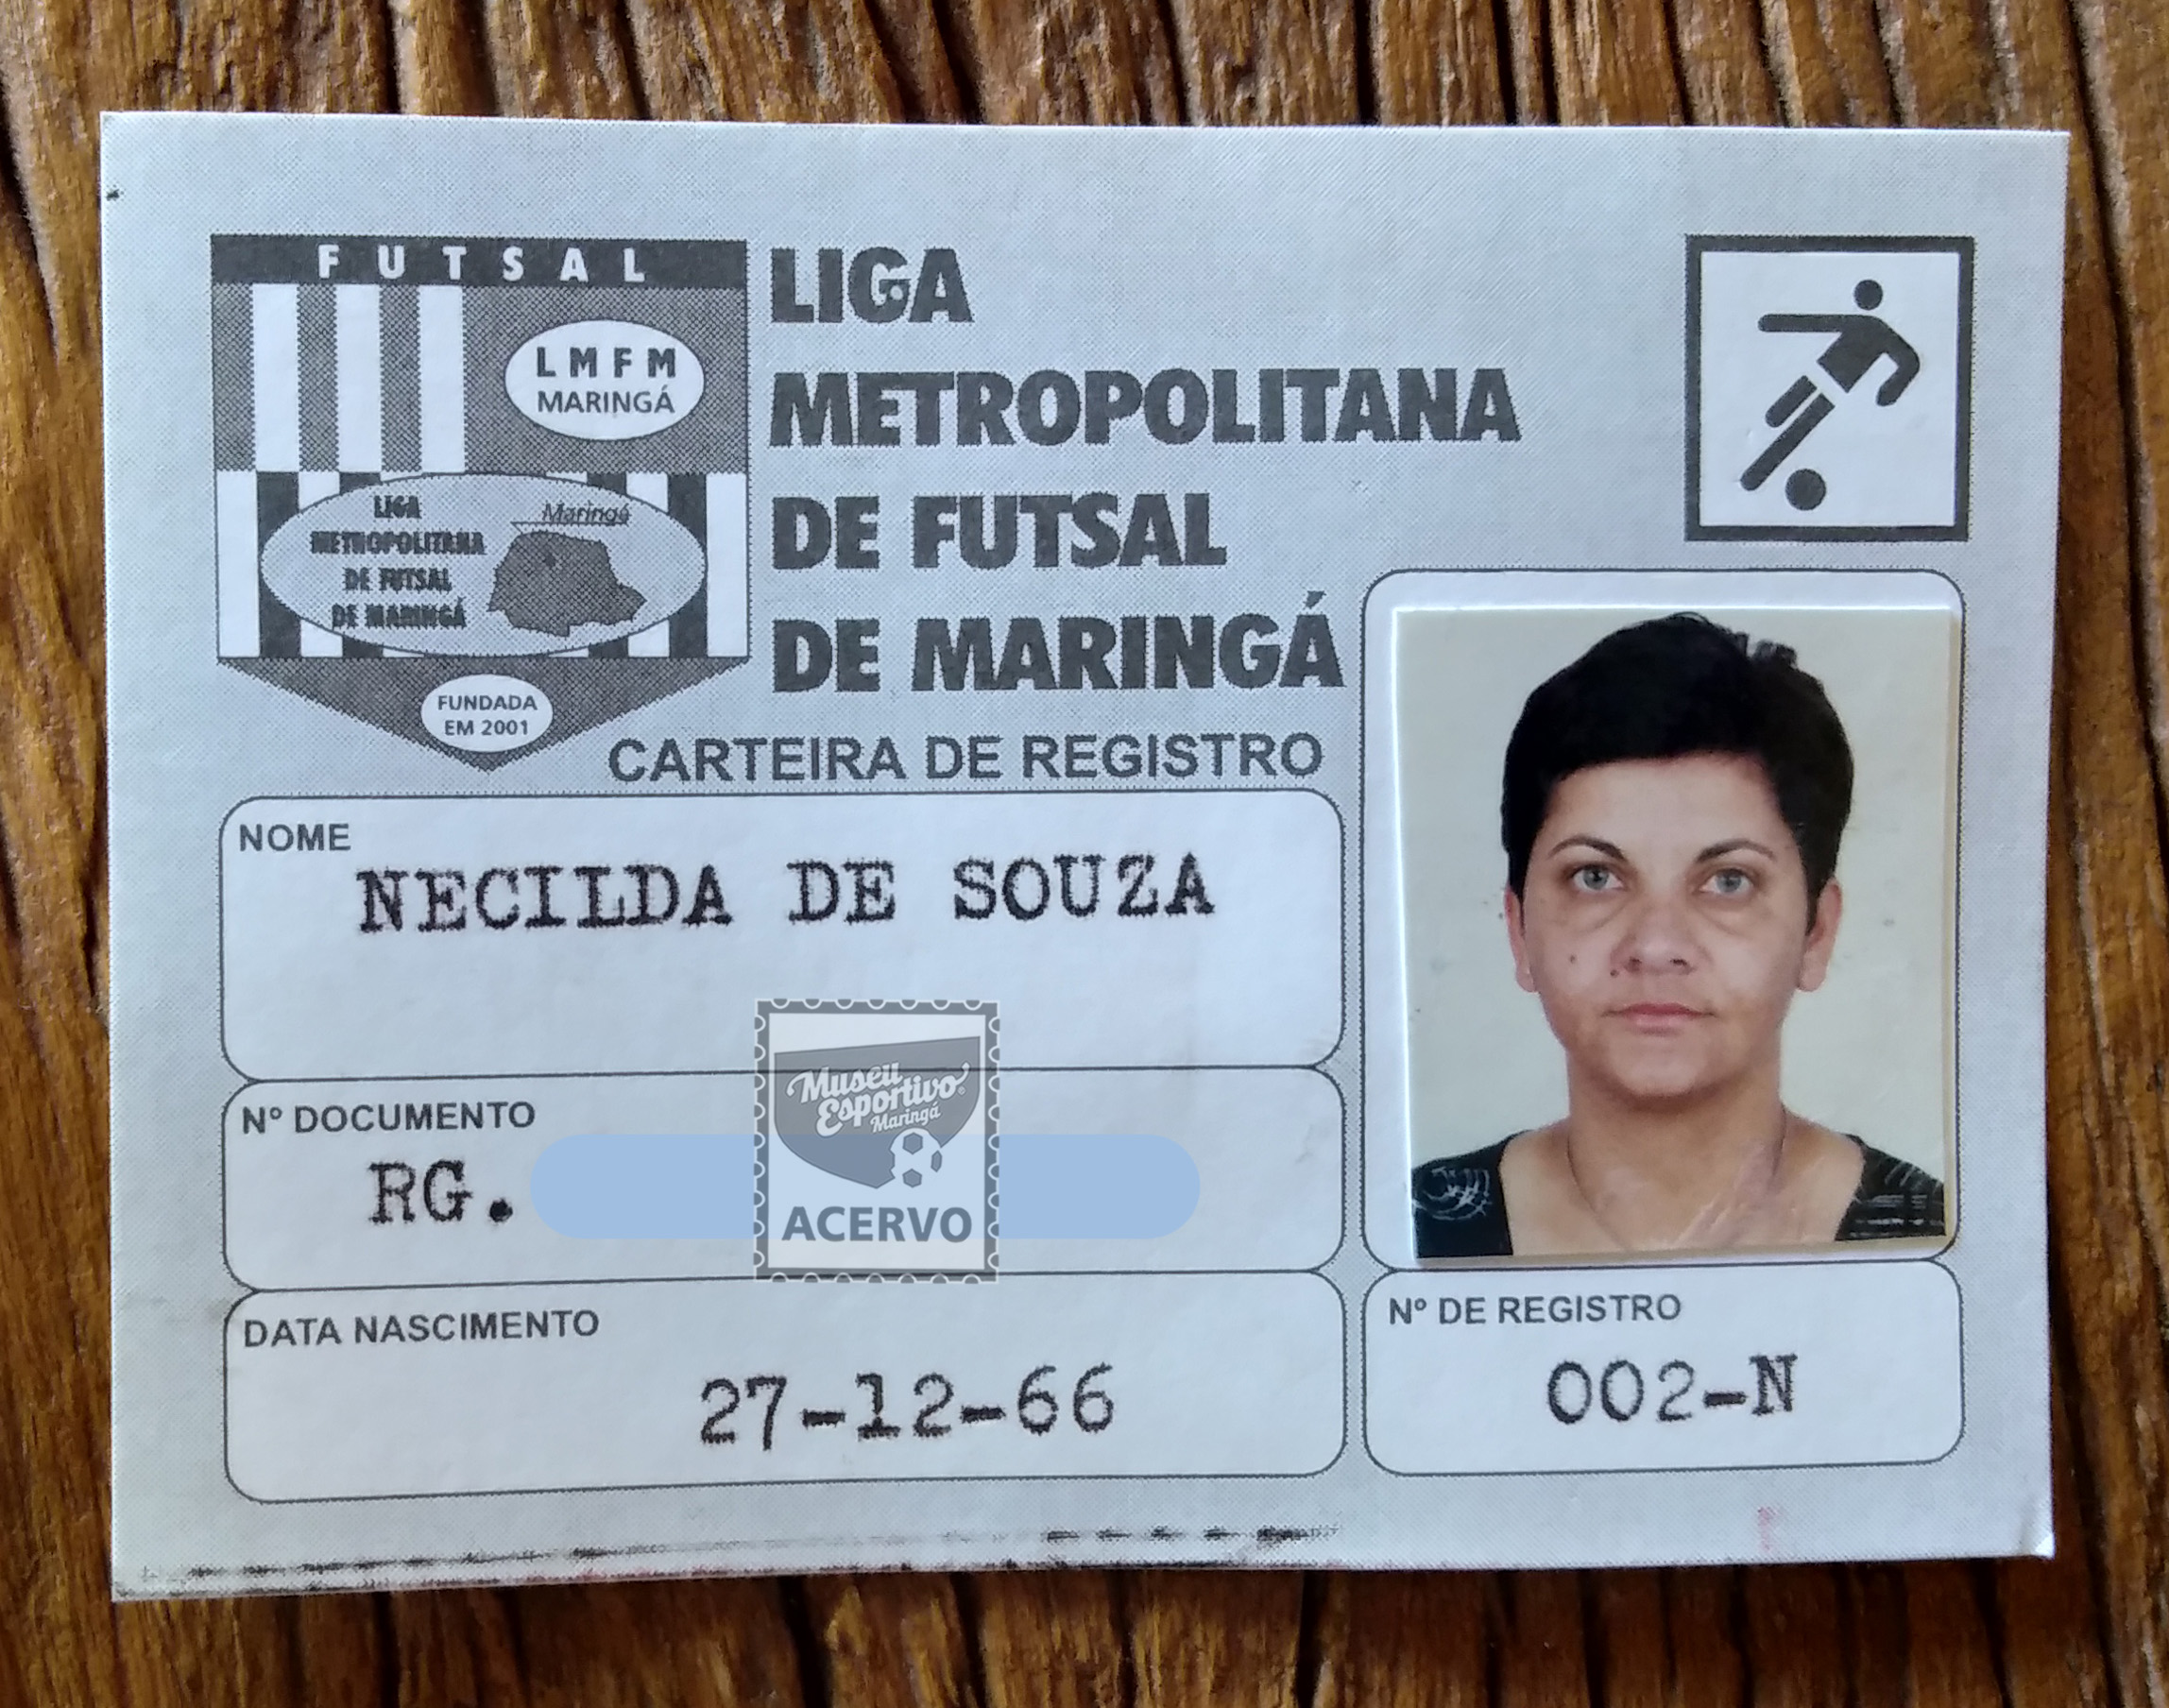 FUTSAL
LMFM
MARINGÁ
LIGA
METROPOLITANA
DE FUTSAL
DE MARINGÁ
Maringá
FUNDADA
EM 2001
LIGA
METROPOLITANA
DE FUTSAL
DE MARINGÁ
CARTEIRA DE REGISTRO
NOME
NECILDA DE SOUZA
Nº DOCUMENTO
RG.
Museu
Esportivo
Maringá
ACERVO
DATA NASCIMENTO
27-12-66
Nº DE REGISTRO
002-N